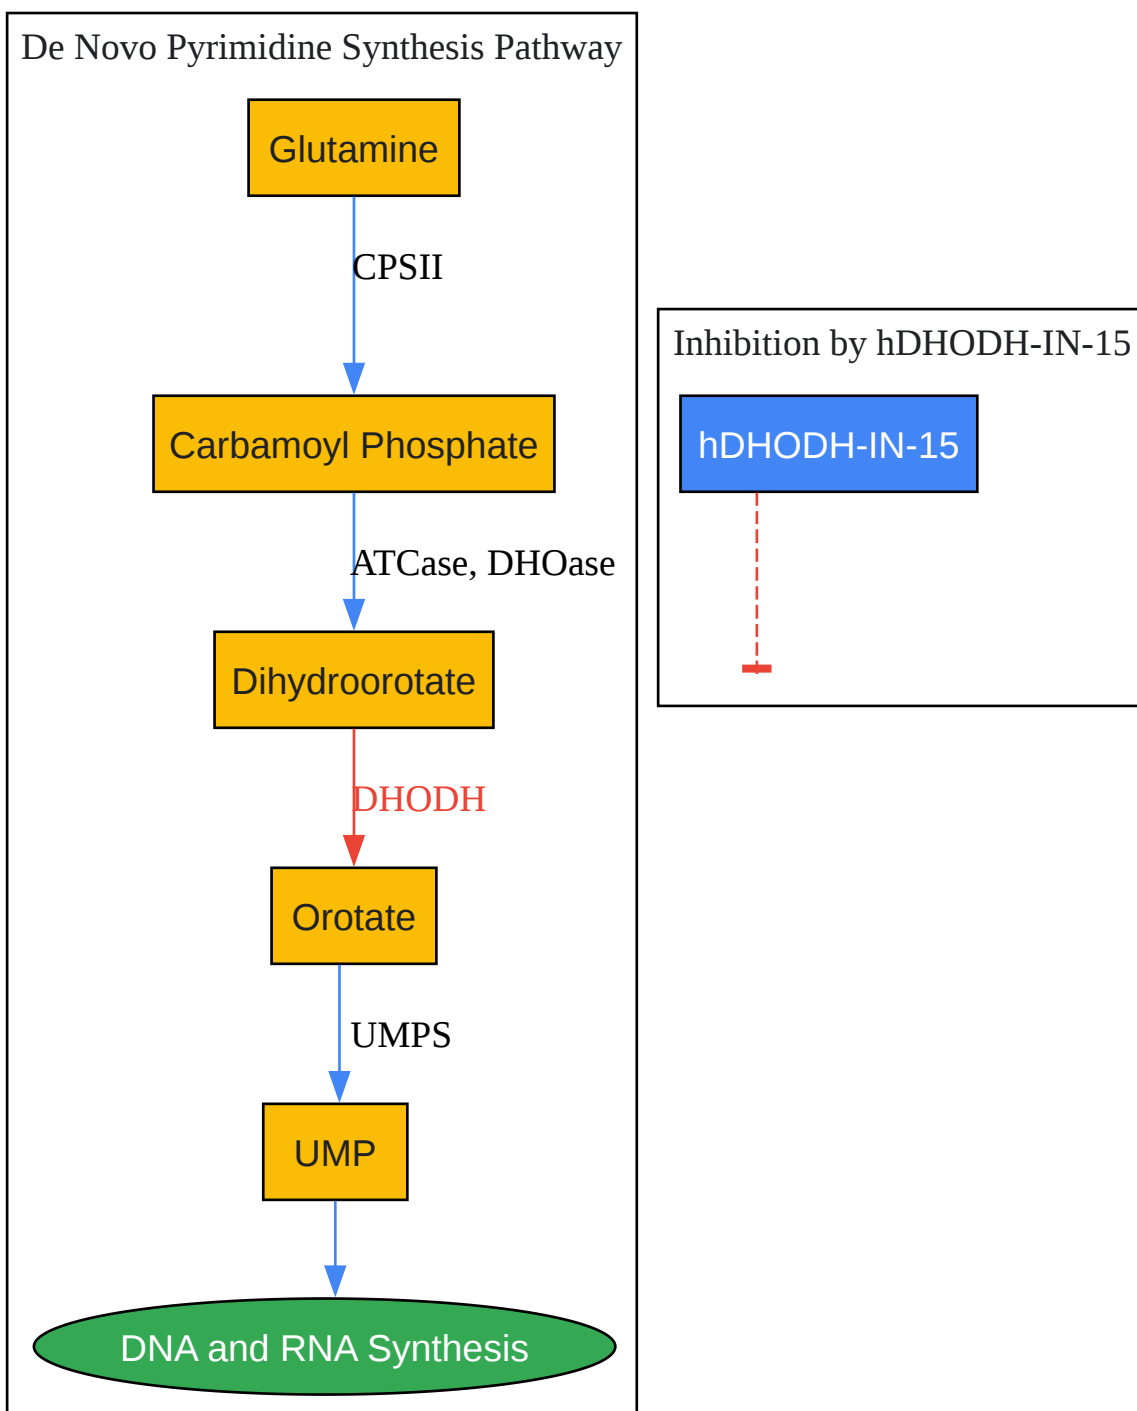 De Novo Pyrimidine Synthesis Pathway
Glutamine
CPSII
Carbamoyl Phosphate
ATCase, DHOase
Dihydroorotate
DHODH
Orotate
UMPS
UMP
DNA and RNA Synthesis
Inhibition by hDHODH-IN-15
hDHODH-IN-15